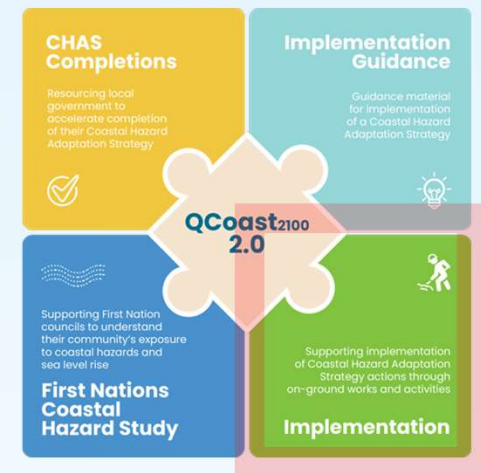 CHAS
Completions
Resourcing local
government to
accelerate completion
of their Coastal Hazard
Adaptation Strategy
Implementation
Guidance
Guidance material
for implementation
of a Coastal Hazard
Adaptation Strategy
QCoast2100
2.0
Supporting First Nation
councils to understand
their community's exposure
to coastal hazards and
sea level rise
First Nations
Coastal
Hazard Study
Supporting implementation
of Coastal Hazard Adaptation
Strategy actions through
on-ground works and activities
Implementation